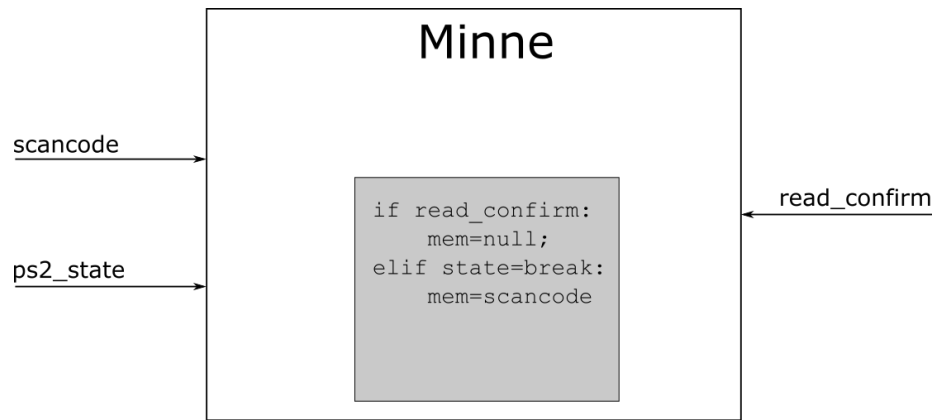 Minne
scancode
ps2_state
if read_confirm:
    mem=null;
elif state=break:
    mem=scancode
read_confirm